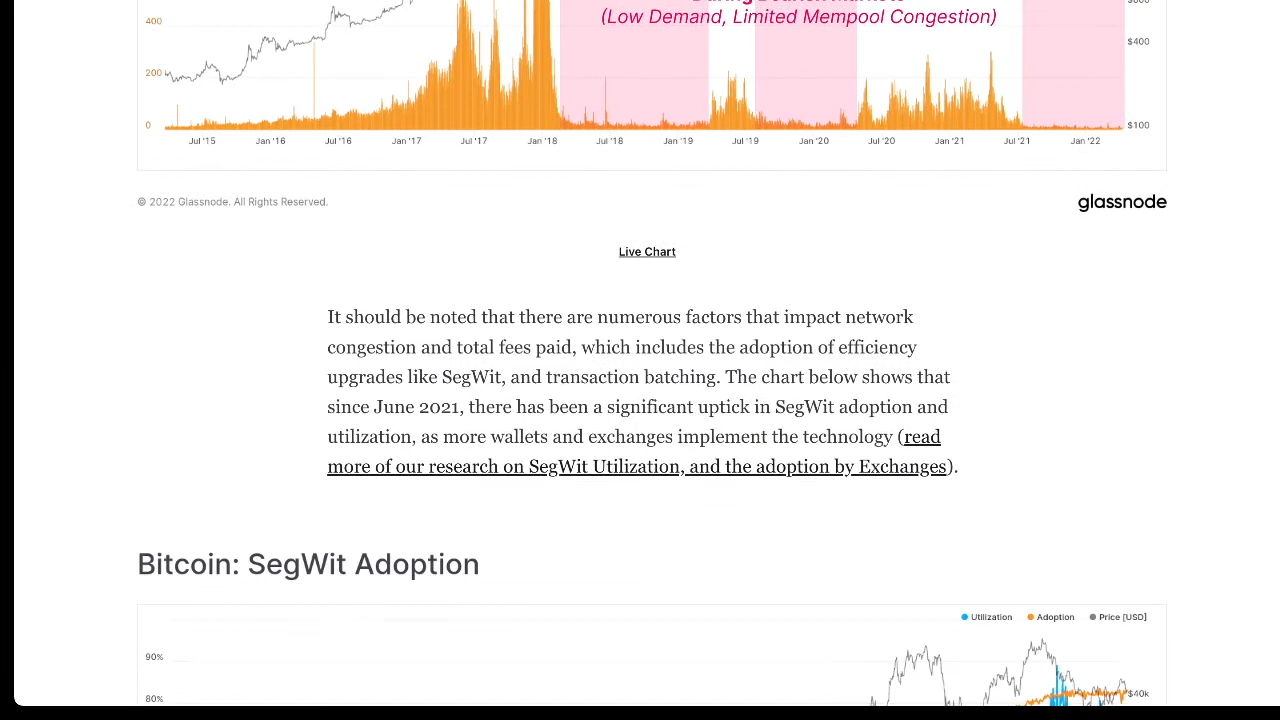 (Low Demand, Limited Mempool Congestion)
400
$400
200
0
$100
Jul '15 Jan '16 Jul '16 Jan '17 Jul '17 Jan '18 Jul '18 Jan '19 Jul '19 Jan '20 Jul '20 Jan '21 Jul '21 Jan '22
© 2022 Glassnode. All Rights Reserved.
glassnode
Live Chart
It should be noted that there are numerous factors that impact network
congestion and total fees paid, which includes the adoption of efficiency
upgrades like SegWit, and transaction batching. The chart below shows that
since June 2021, there has been a significant uptick in SegWit adoption and
utilization, as more wallets and exchanges implement the technology (read
more of our research on SegWit Utilization, and the adoption by Exchanges).
Bitcoin: SegWit Adoption
Utilization Adoption Price [USD]
90%
80%
$40k